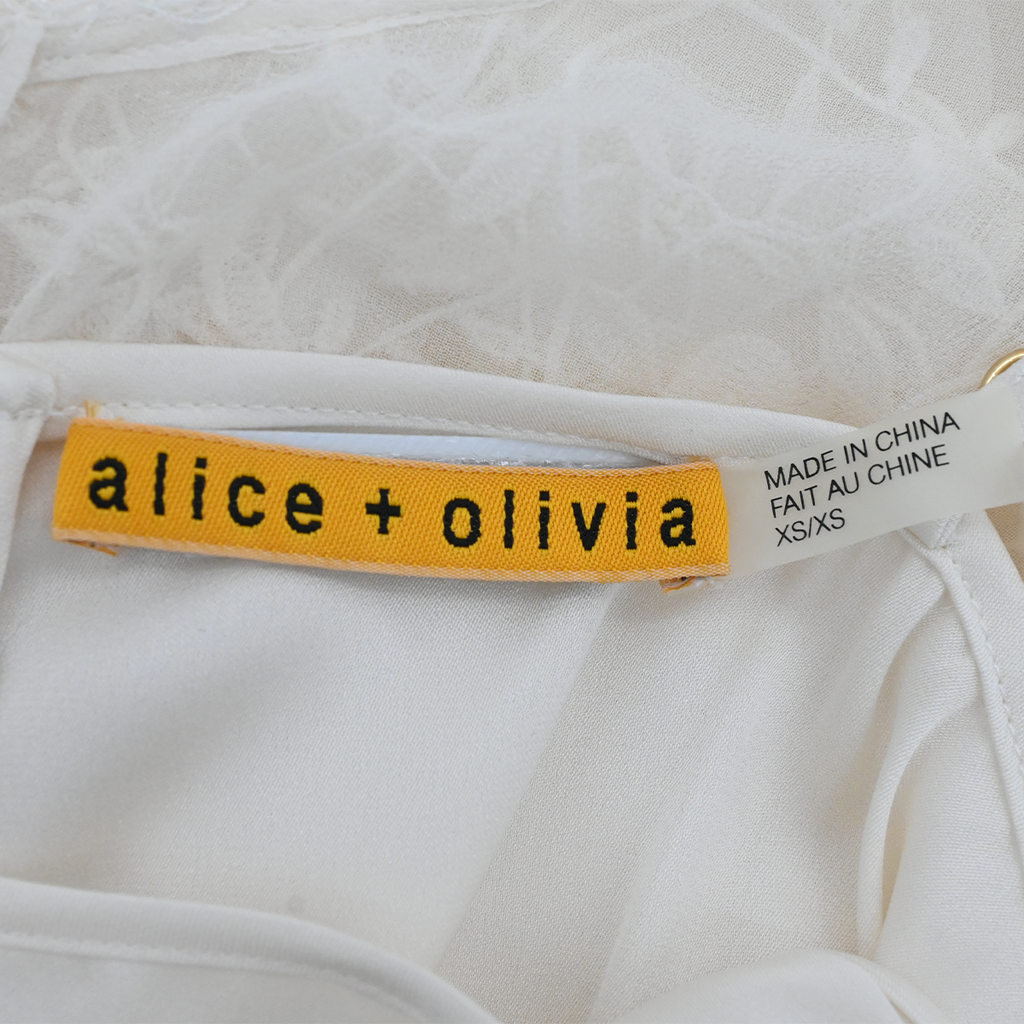 alice + olivia
MADE IN CHINA
FAIT AU CHINE
XS/XS